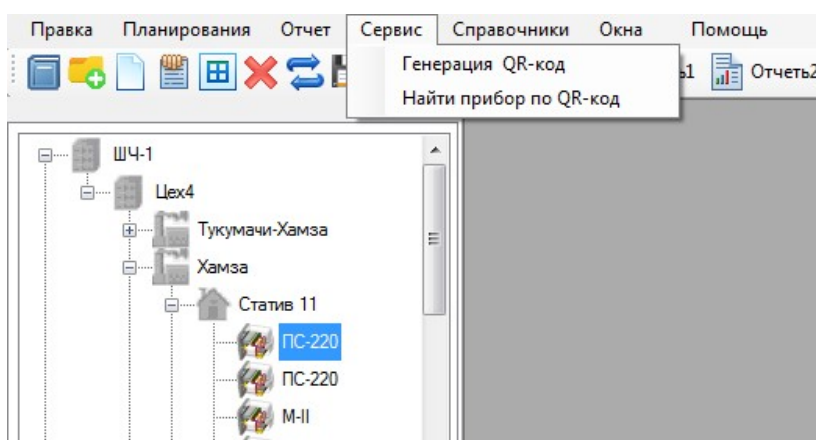 Правка Планирования Отчет Сервис Справочники Окна Помощь
Генерация QR-код
Найти прибор по QR-код
Отчеть2
ШЧ-1
Цех4
Тукумачи-Хамза
Хамза
Статив 11
ПС-220
ПС-220
М-II